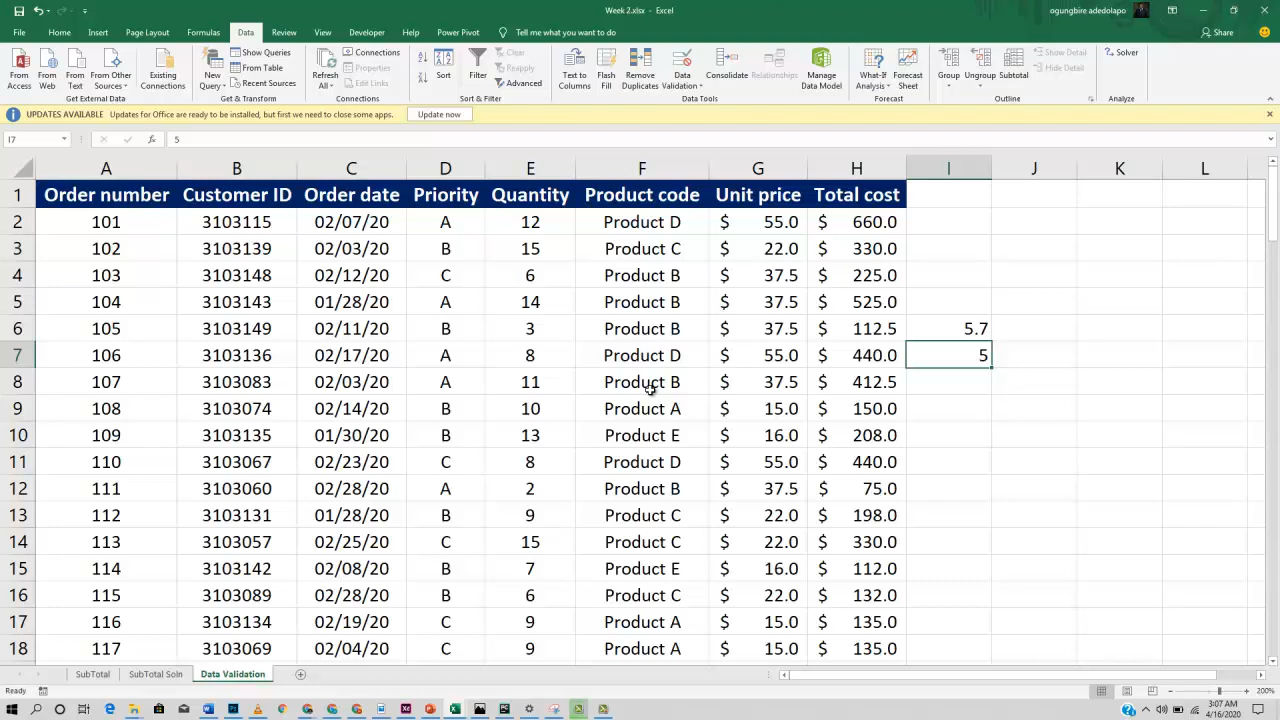 Week 2.xlsx - Excel
ogungbire adedolapo
File Home Insert Page Layout Formulas Data Review View Developer Help Power Pivot Tell me what you want to do Share
From Access
From Web
From Text
From Other Sources
Existing Connections
Get External Data
New Query
Show Queries
From Table
Recent Sources
Get & Transform
Refresh All
Connections
Properties
Edit Links
Connections
Sort
Filter
Clear
Reapply
Advanced
Sort & Filter
Text to Columns
Flash Fill
Remove Duplicates
Data Validation
Consolidate
Relationships
Manage Data Model
Data Tools
What-If Analysis
Forecast Sheet
Forecast
Group
Ungroup
Subtotal
Show Detail
Hide Detail
Outline
Solver
Analyze
UPDATES AVAILABLE Updates for Office are ready to be installed, but first we need to close some apps. Update now
I7 fx 5
A B C D E F G H I J K L
1 Order number Customer ID Order date Priority Quantity Product code Unit price Total cost
2 101 3103115 02/07/20 A 12 Product D $ 55.0 $ 660.0
3 102 3103139 02/03/20 B 15 Product C $ 22.0 $ 330.0
4 103 3103148 02/12/20 C 6 Product B $ 37.5 $ 225.0
5 104 3103143 01/28/20 A 14 Product B $ 37.5 $ 525.0
6 105 3103149 02/11/20 B 3 Product B $ 37.5 $ 112.5 5.7
7 106 3103136 02/17/20 A 8 Product D $ 55.0 $ 440.0 5
8 107 3103083 02/03/20 A 11 Product B $ 37.5 $ 412.5
9 108 3103074 02/14/20 B 10 Product A $ 15.0 $ 150.0
10 109 3103135 01/30/20 B 13 Product E $ 16.0 $ 208.0
11 110 3103067 02/23/20 C 8 Product D $ 55.0 $ 440.0
12 111 3103060 02/28/20 A 2 Product B $ 37.5 $ 75.0
13 112 3103131 01/28/20 B 9 Product C $ 22.0 $ 198.0
14 113 3103057 02/25/20 C 15 Product C $ 22.0 $ 330.0
15 114 3103142 02/08/20 B 7 Product E $ 16.0 $ 112.0
16 115 3103089 02/28/20 B 6 Product C $ 22.0 $ 132.0
17 116 3103134 02/19/20 C 9 Product A $ 15.0 $ 135.0
18 117 3103069 02/04/20 C 9 Product A $ 15.0 $ 135.0
SubTotal SubTotal Soln Data Validation
Ready 200%
3:07 AM
4/16/2020